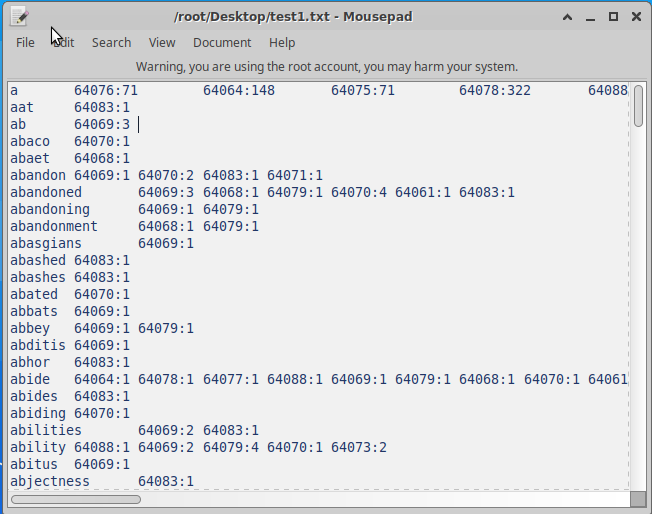 /root/Desktop/test1.txt - Mousepad
File Edit Search View Document Help
Warning, you are using the root account, you may harm your system.
a 64076:71 64064:148 64075:71 64078:322 64088
aat 64083:1
ab 64069:3
abaco 64070:1
abaet 64068:1
abandon 64069:1 64070:2 64083:1 64071:1
abandoned 64069:3 64068:1 64079:1 64070:4 64061:1 64083:1
abandoning 64069:1 64079:1
abandonment 64068:1 64079:1
abasgians 64069:1
abashed 64083:1
abashes 64083:1
abated 64070:1
abbats 64069:1
abbey 64069:1 64079:1
abditis 64069:1
abhor 64083:1
abide 64064:1 64078:1 64077:1 64088:1 64069:1 64079:1 64068:1 64070:1 64061
abides 64083:1
abiding 64070:1
abilities 64069:2 64083:1
ability 64088:1 64069:2 64079:4 64070:1 64073:2
abitus 64069:1
abjectness 64083:1